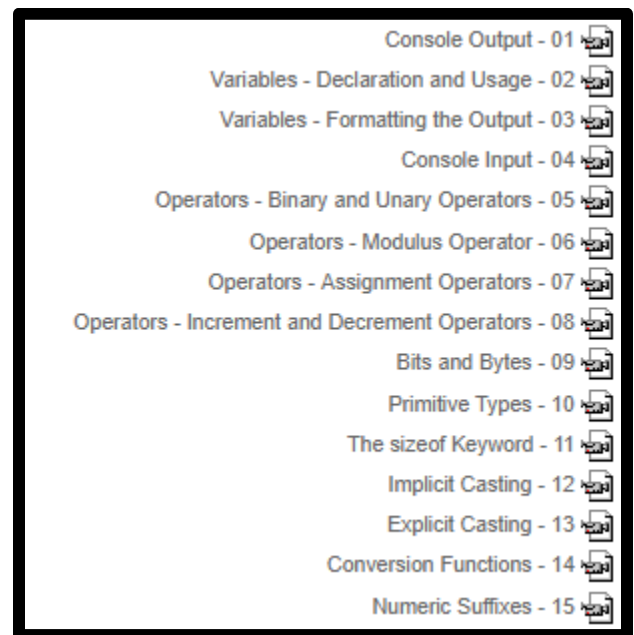 Console Output - 01
Variables - Declaration and Usage - 02
Variables - Formatting the Output - 03
Console Input - 04
Operators - Binary and Unary Operators - 05
Operators - Modulus Operator - 06
Operators - Assignment Operators - 07
Operators - Increment and Decrement Operators - 08
Bits and Bytes - 09
Primitive Types - 10
The sizeof Keyword - 11
Implicit Casting - 12
Explicit Casting - 13
Conversion Functions - 14
Numeric Suffixes - 15